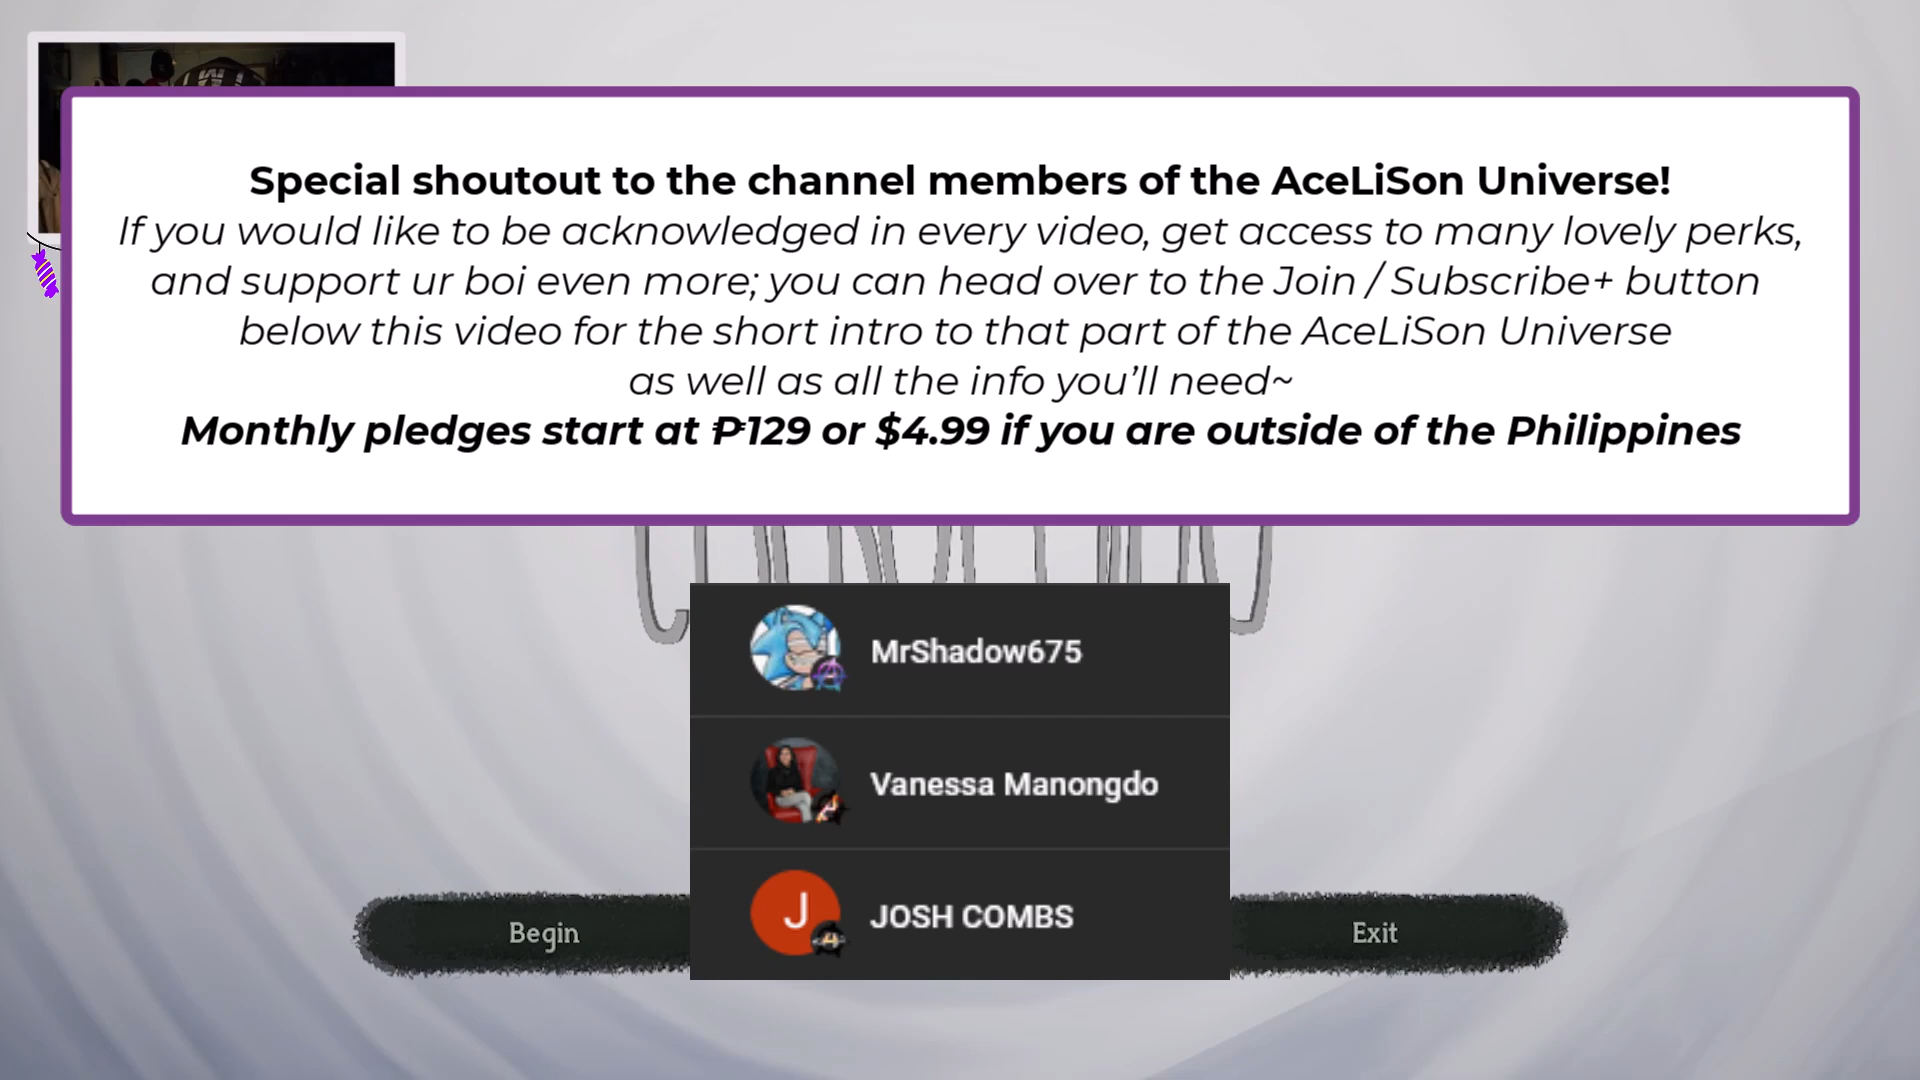 Special shoutout to the channel members of the AceLiSon Universe!
If you would like to be acknowledged in every video, get access to many lovely perks,
and support ur boi even more; you can head over to the Join / Subscribe+ button
below this video for the short intro to that part of the AceLiSon Universe
as well as all the info you’ll need~
Monthly pledges start at ₱129 or $4.99 if you are outside of the Philippines
MrShadow675
Vanessa Manongdo
J JOSH COMBS
Begin
Exit